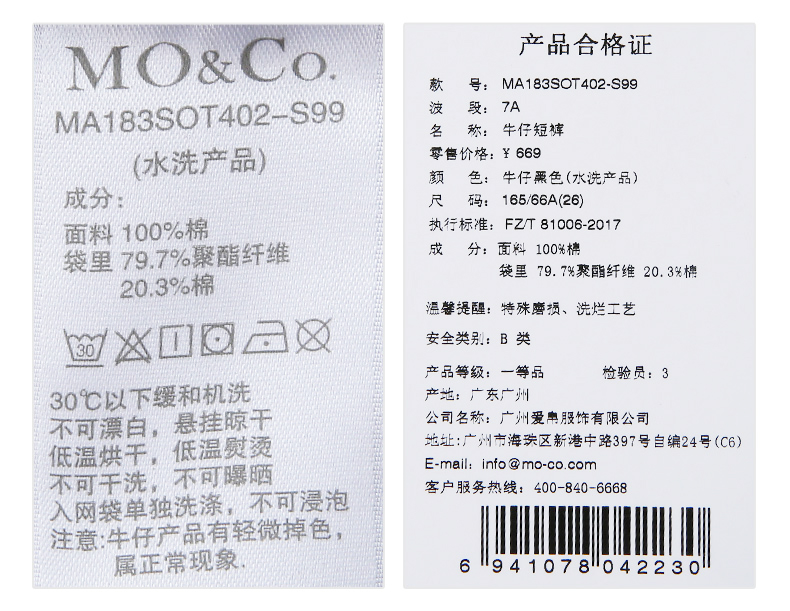 MO&Co.
MA183SOT402-S99
(水洗产品)
成分:
面料 100%棉
袋里 79.7%聚酯纤维
20.3%棉
30
30℃以下缓和机洗
不可漂白，悬挂晾干
低温烘干，低温熨烫
不可干洗，不可曝晒
入网袋单独洗涤，不可浸泡
注意:牛仔产品有轻微掉色，
属正常现象.
产品合格证
款 号: MA183SOT402-S99
波 段: 7A
名 称: 牛仔短裤
零售价格: ¥ 669
颜 色: 牛仔黑色(水洗产品)
尺 码: 165/66A(26)
执行标准: FZ/T 81006-2017
成 分: 面料 100%棉
袋里 79.7%聚酯纤维 20.3%棉
温馨提醒: 特殊磨损、洗烂工艺
安全类别: B 类
产品等级: 一等品 检验员: 3
产地: 广东广州
公司名称: 广州爱帛服饰有限公司
地址:广州市海珠区新港中路397号自编24号(C6)
E-mail: info@mo-co.com
客户服务热线: 400-840-6668
6 941078 042230